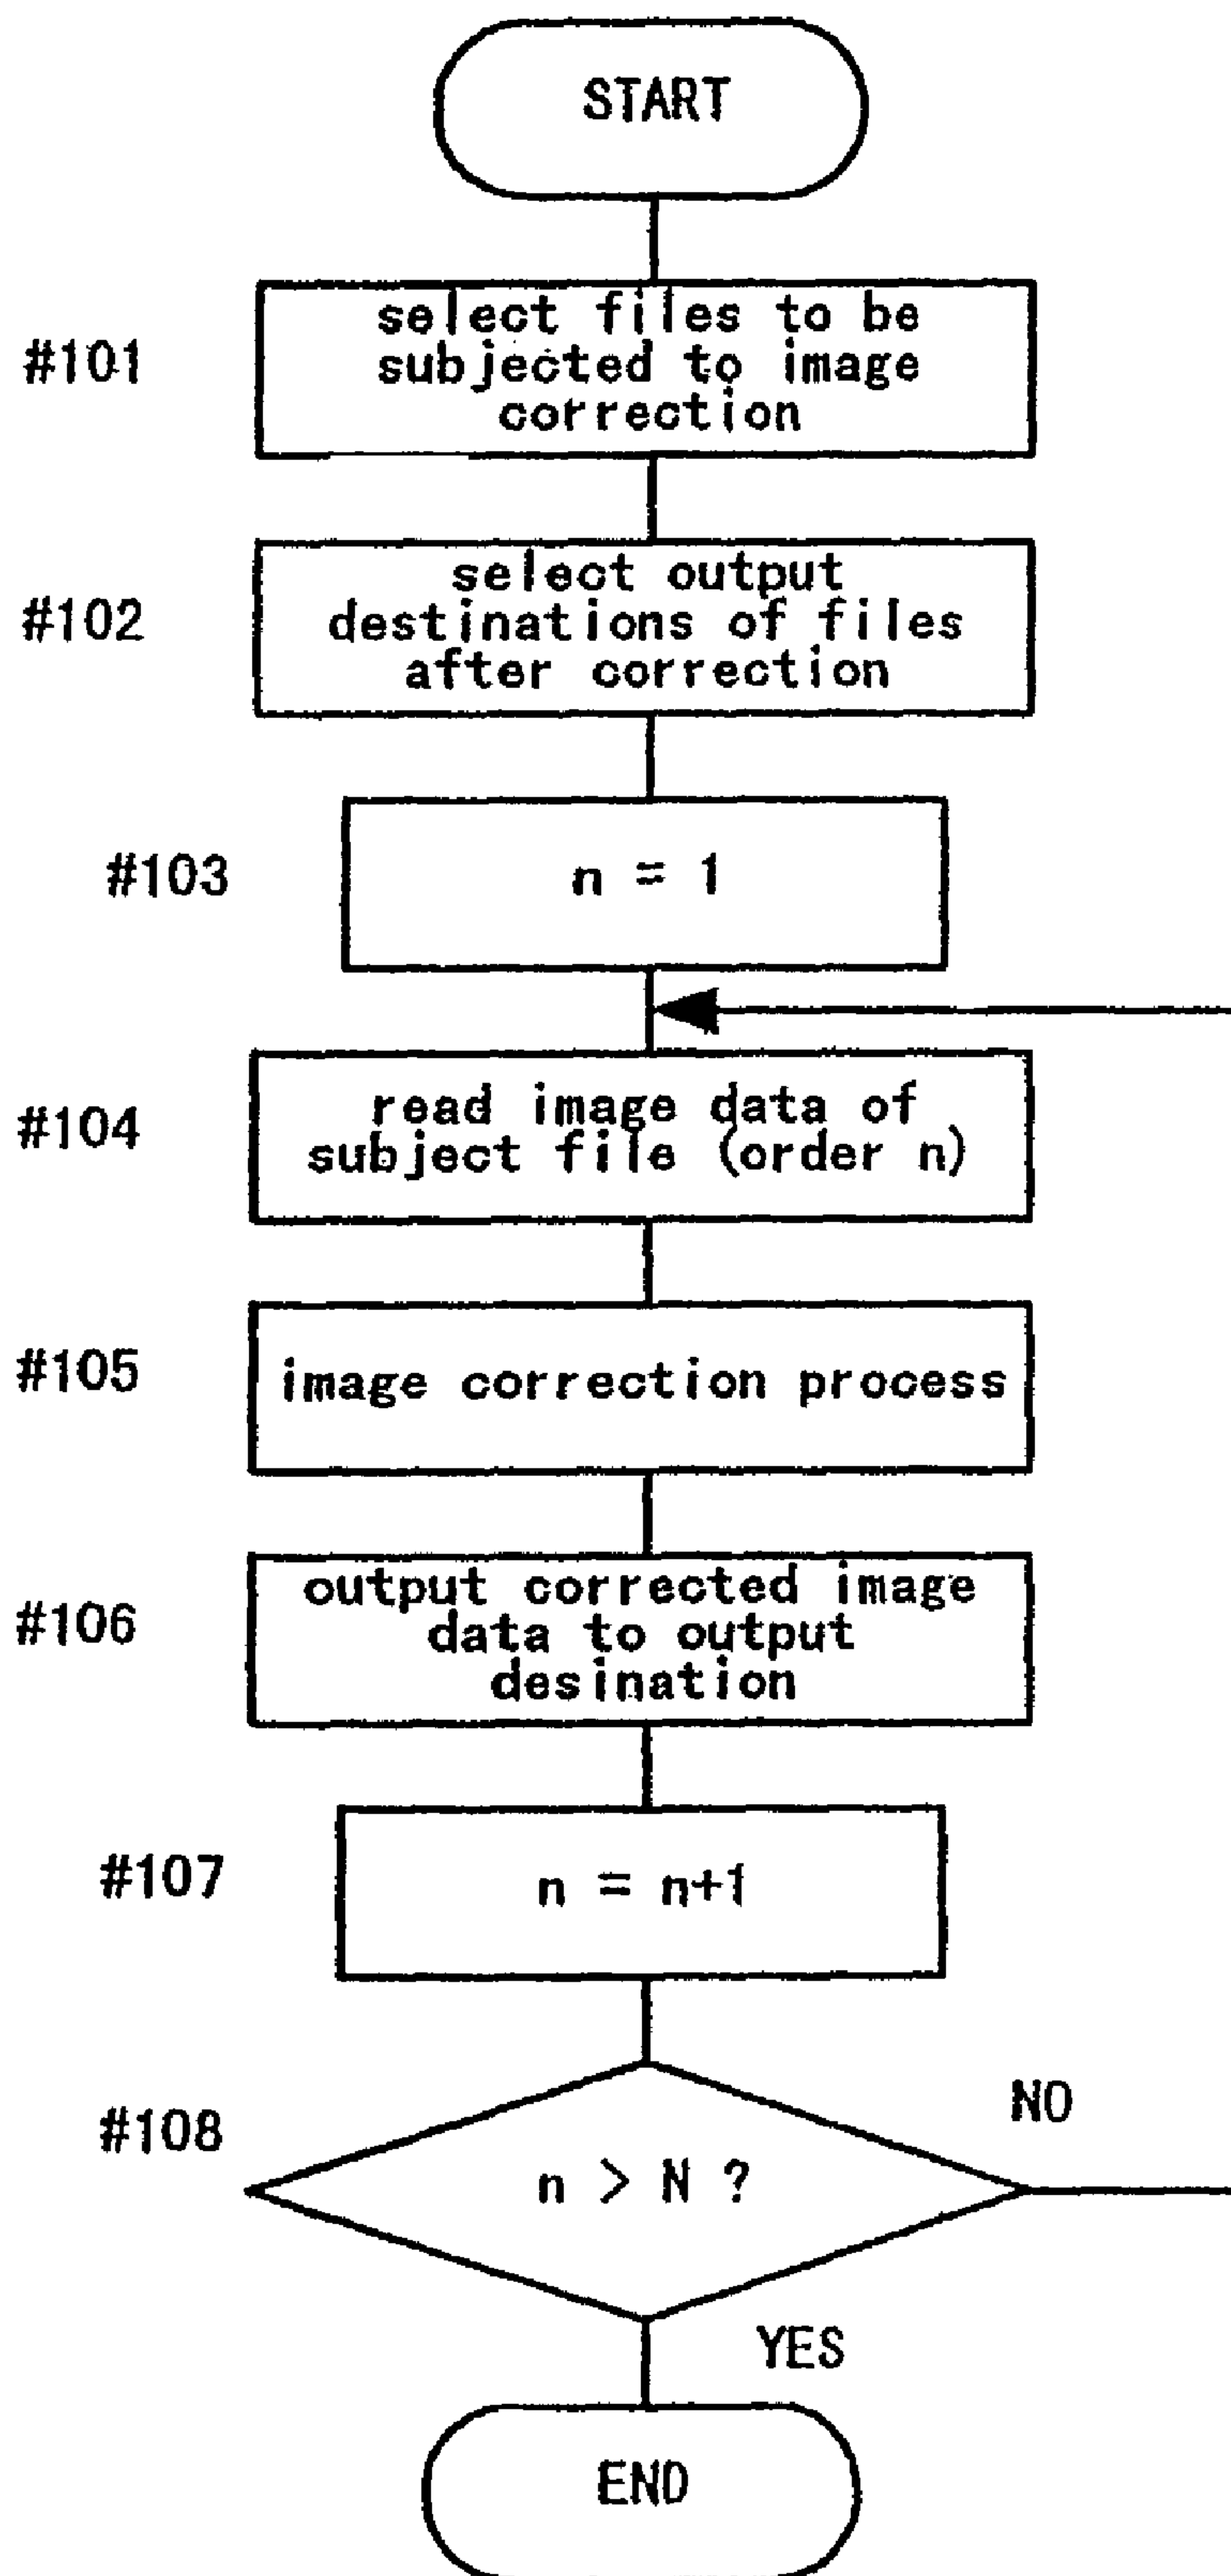 START
#101
select files to be
subjected to image
correction
#102
select output
destinations of files
after correction
#103
n = 1
#104
read image data of
subject file (order n)
#105
image correction process
#106
output corrected image
data to output
desination
#107
n = n+1
#108
n > N ?
NO
YES
END